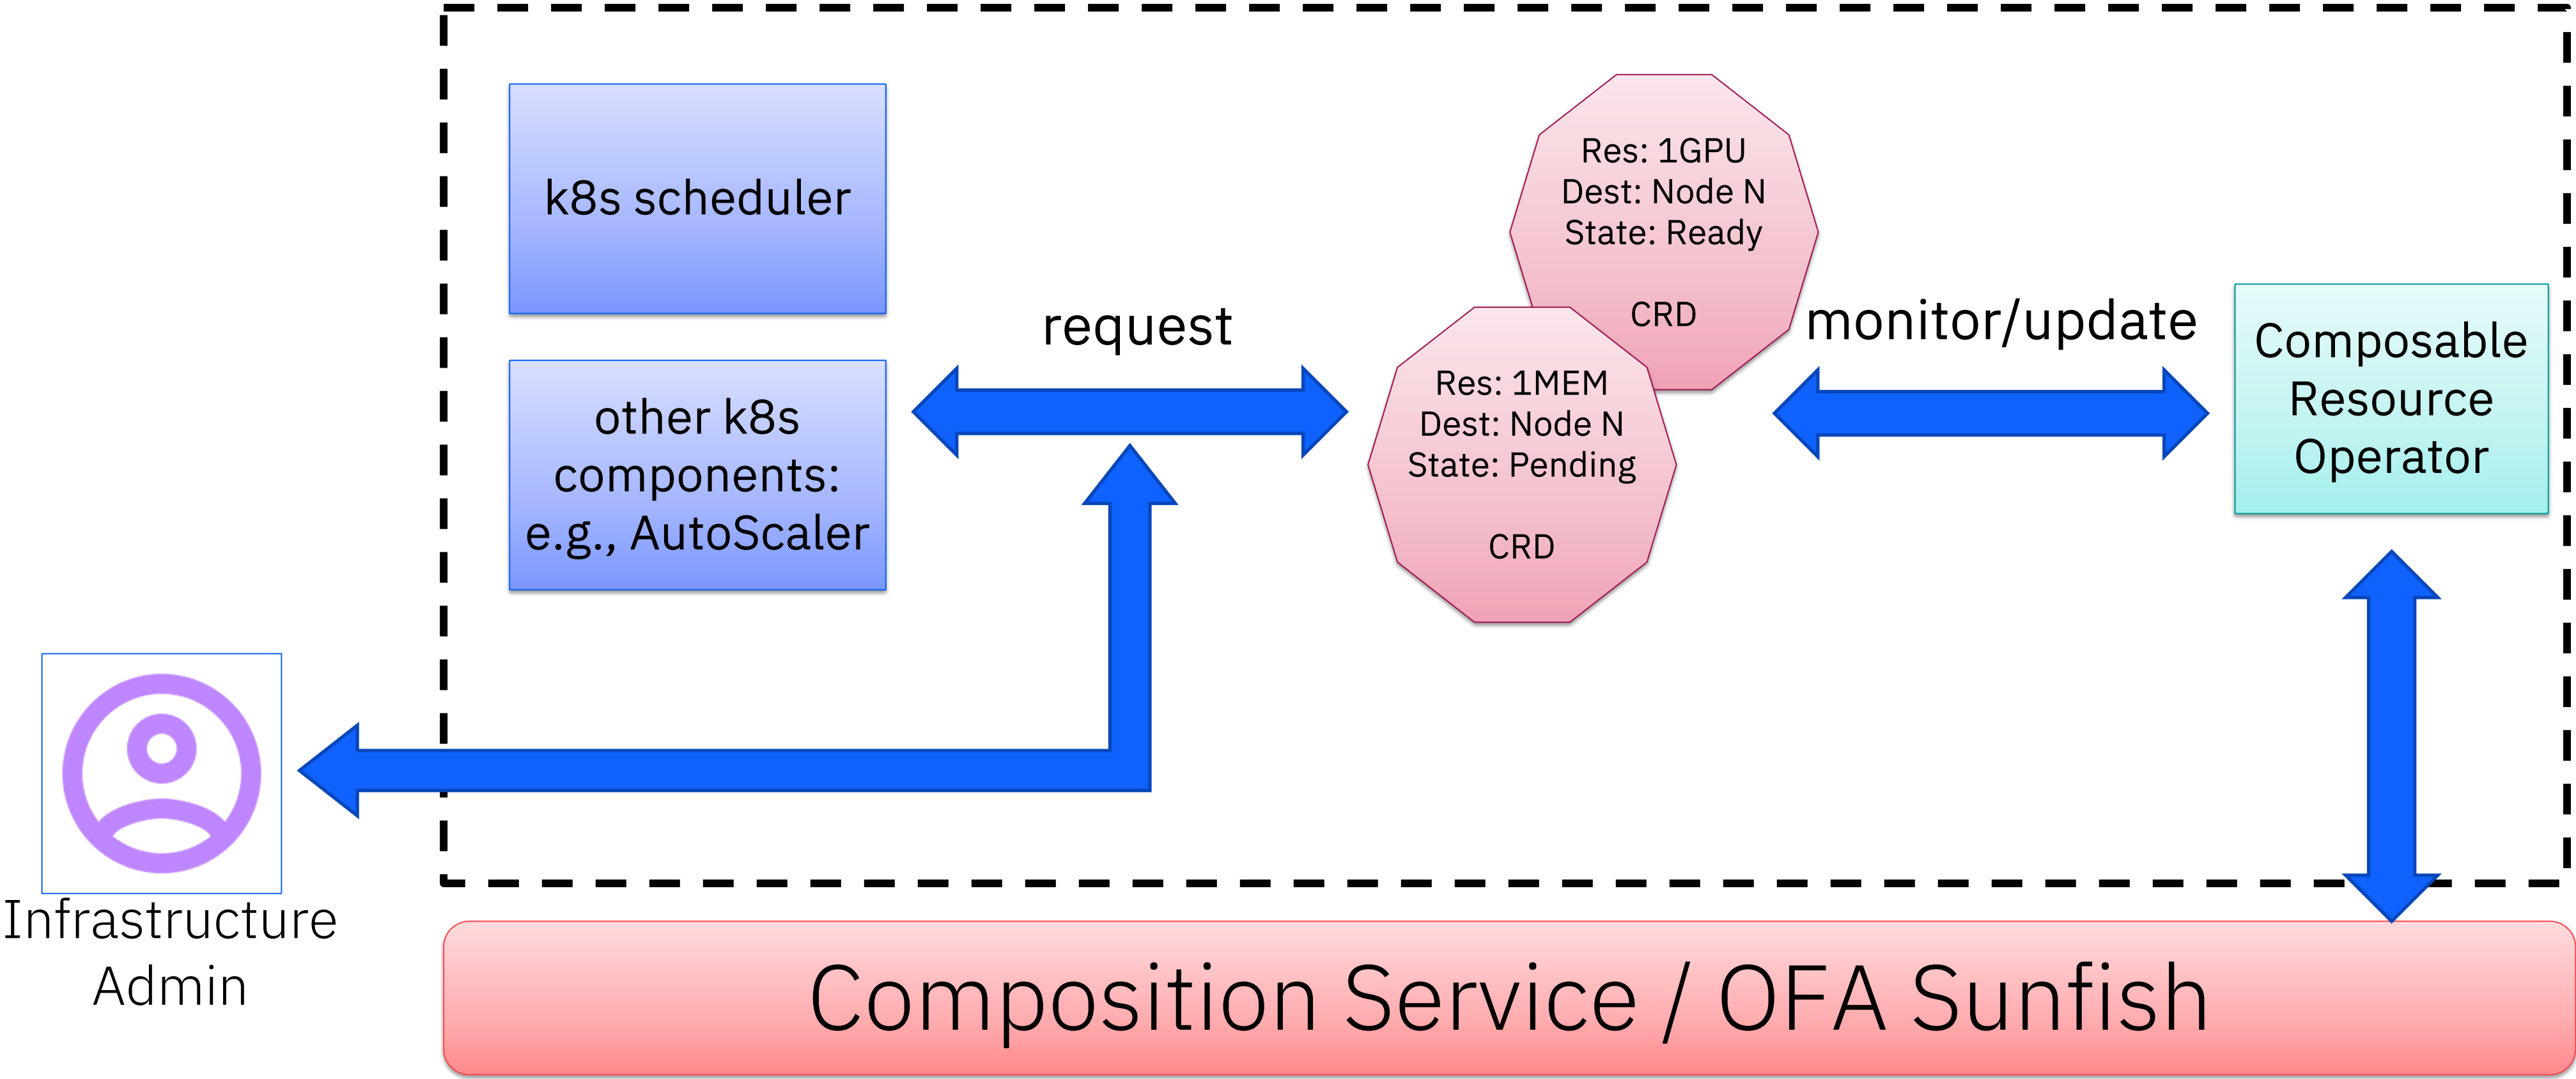 k8s scheduler
other k8s
components:
e.g., AutoScaler
request
Res: 1GPU
Dest: Node N
State: Ready
CRD
Res: 1MEM
Dest: Node N
State: Pending
CRD
monitor/update
Composable
Resource
Operator
Infrastructure
Admin
Composition Service / OFA Sunfish